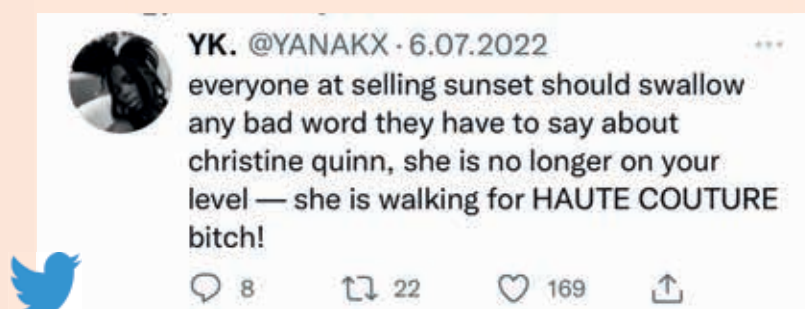 YK. @YANAKX · 6.07.2022
everyone at selling sunset should swallow
any bad word they have to say about
christine quinn, she is no longer on your
level — she is walking for HAUTE COUTURE
bitch!
8 22 169